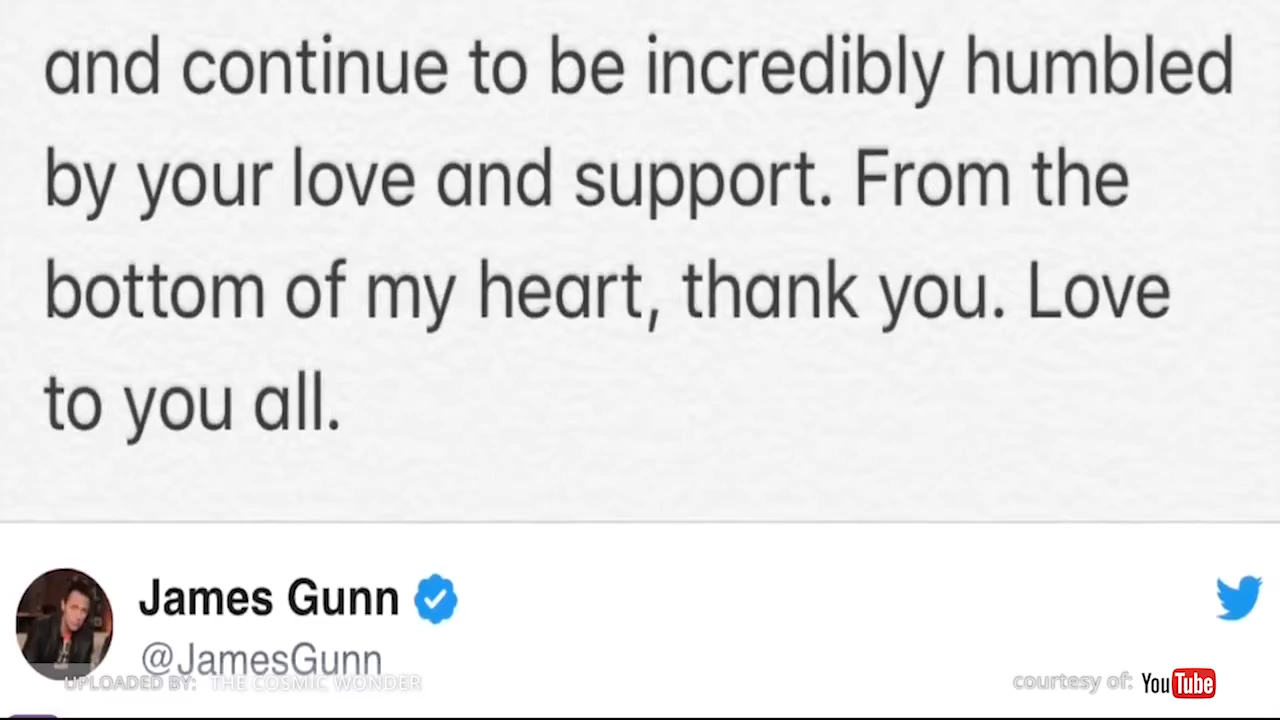 and continue to be incredibly humbled
by your love and support. From the
bottom of my heart, thank you. Love
to you all.
James Gunn
@JamesGunn
UPLOADED BY: THE COSMIC WONDER
courtesy of: YouTube